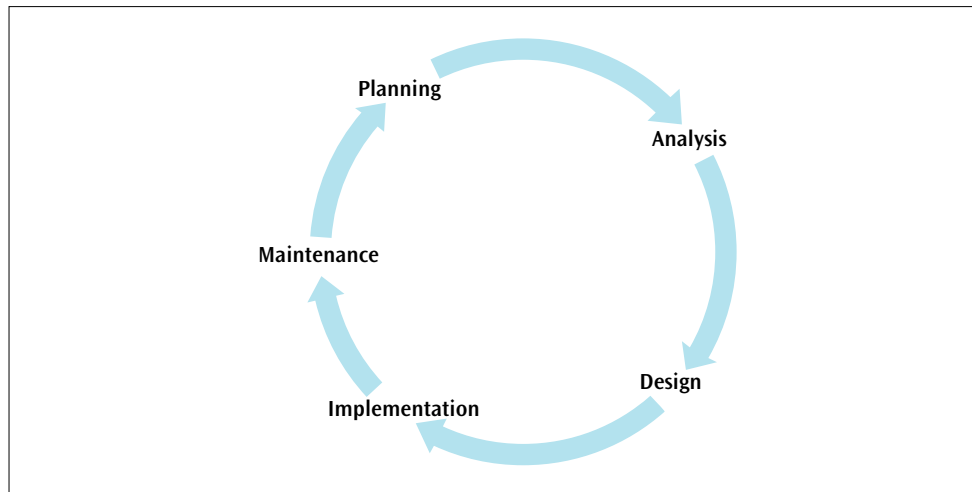 Planning
Analysis
Design
Implementation
Maintenance